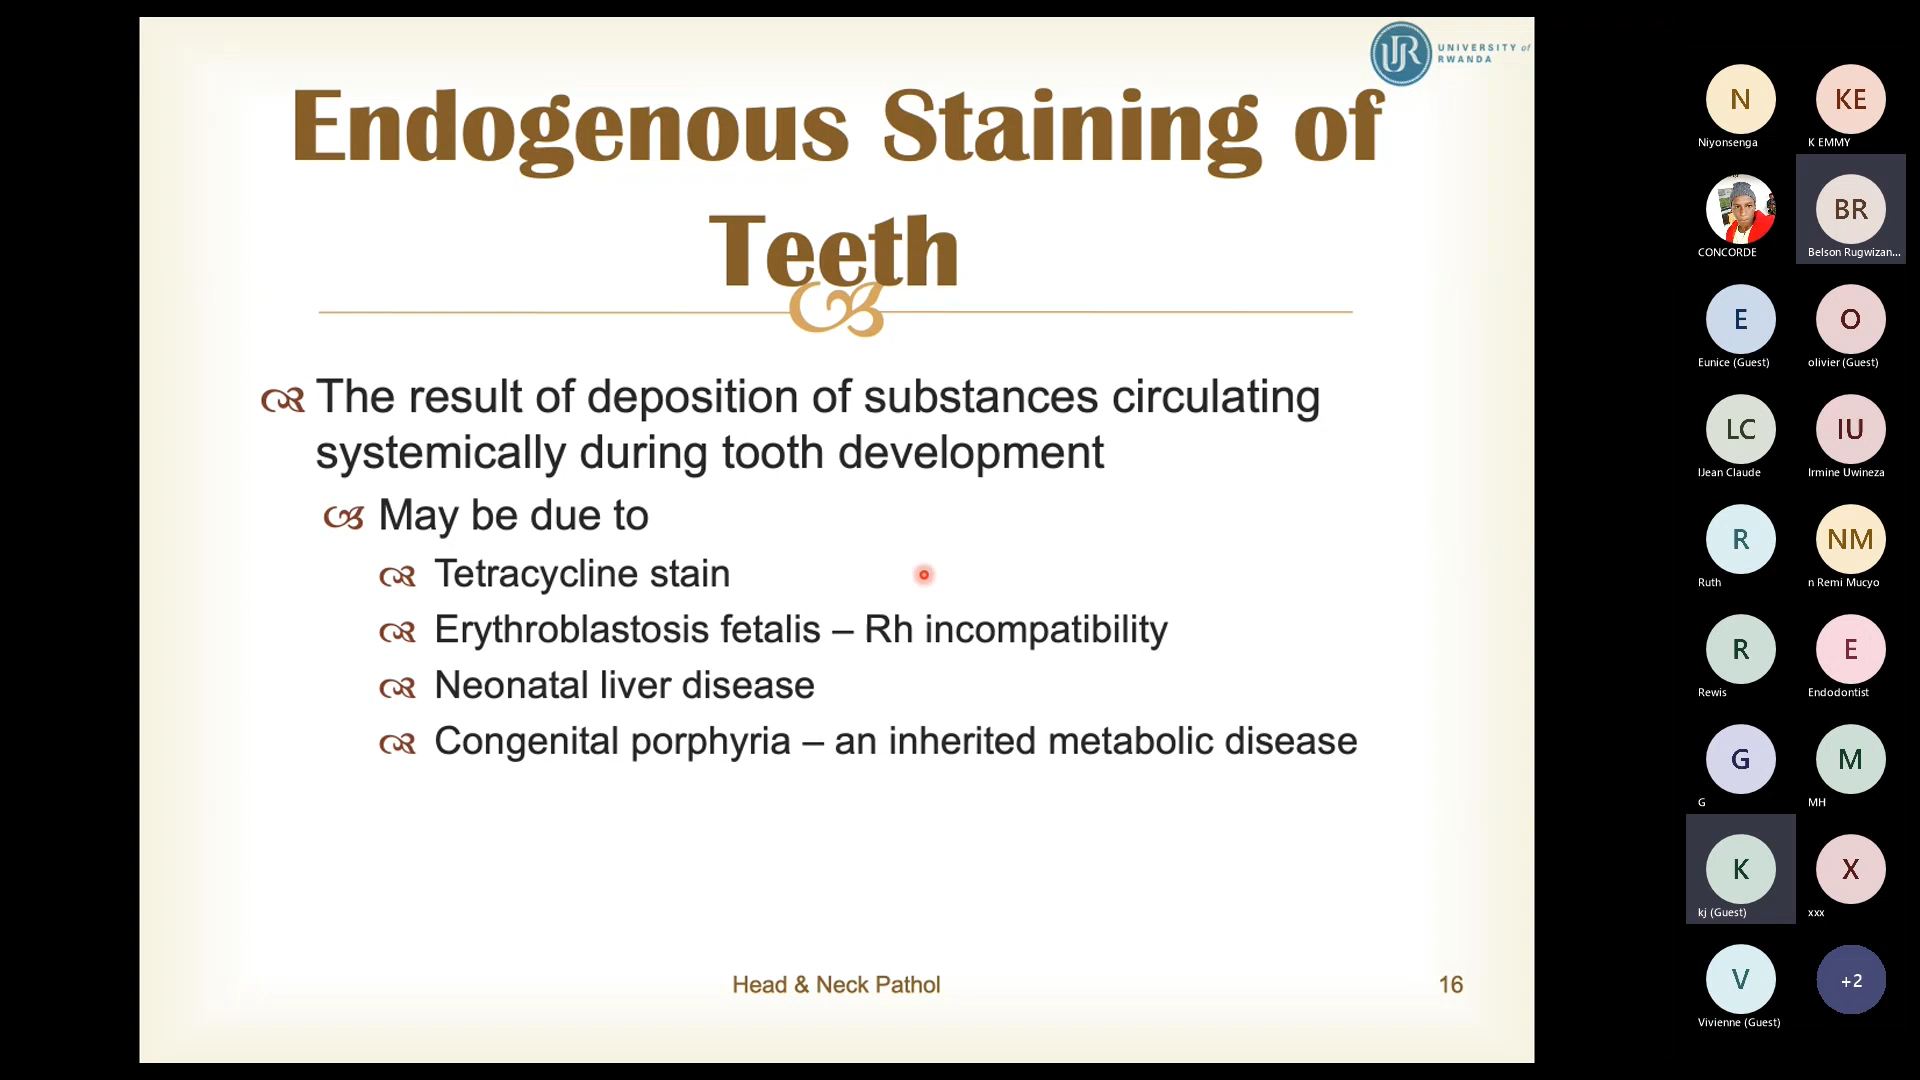 UNIVERSITY of
RWANDA
Endogenous Staining of
Teeth
The result of deposition of substances circulating
systemically during tooth development
May be due to
Tetracycline stain
Erythroblastosis fetalis – Rh incompatibility
Neonatal liver disease
Congenital porphyria – an inherited metabolic disease
Head & Neck Pathol
16
N
Niyonsenga
KE
K EMMY
CONCORDE
BR
Belson Rugwizan...
E
Eunice (Guest)
O
olivier (Guest)
LC
IJean Claude
IU
Irmine Uwineza
R
Ruth
NM
n Remi Mucyo
R
Rewis
E
Endodontist
G
G
M
MH
K
kj (Guest)
X
xxx
V
Vivienne (Guest)
+2